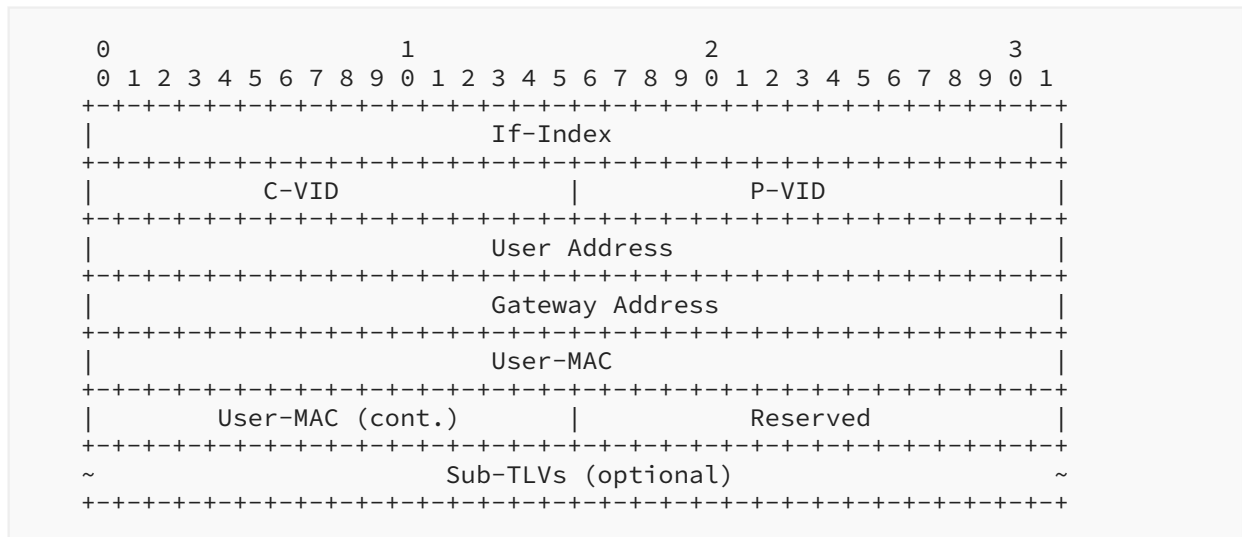 0                   1                   2                   3
 0 1 2 3 4 5 6 7 8 9 0 1 2 3 4 5 6 7 8 9 0 1 2 3 4 5 6 7 8 9 0 1
+-+-+-+-+-+-+-+-+-+-+-+-+-+-+-+-+-+-+-+-+-+-+-+-+-+-+-+-+-+-+-+-+
|                          If-Index                             |
+-+-+-+-+-+-+-+-+-+-+-+-+-+-+-+-+-+-+-+-+-+-+-+-+-+-+-+-+-+-+-+-+
|           C-VID               |           P-VID               |
+-+-+-+-+-+-+-+-+-+-+-+-+-+-+-+-+-+-+-+-+-+-+-+-+-+-+-+-+-+-+-+-+
|                          User Address                         |
+-+-+-+-+-+-+-+-+-+-+-+-+-+-+-+-+-+-+-+-+-+-+-+-+-+-+-+-+-+-+-+-+
|                          Gateway Address                      |
+-+-+-+-+-+-+-+-+-+-+-+-+-+-+-+-+-+-+-+-+-+-+-+-+-+-+-+-+-+-+-+-+
|                          User-MAC                             |
+-+-+-+-+-+-+-+-+-+-+-+-+-+-+-+-+-+-+-+-+-+-+-+-+-+-+-+-+-+-+-+-+
|        User-MAC (cont.)       |           Reserved            |
+-+-+-+-+-+-+-+-+-+-+-+-+-+-+-+-+-+-+-+-+-+-+-+-+-+-+-+-+-+-+-+-+
~                       Sub-TLVs (optional)                     ~
+-+-+-+-+-+-+-+-+-+-+-+-+-+-+-+-+-+-+-+-+-+-+-+-+-+-+-+-+-+-+-+-+